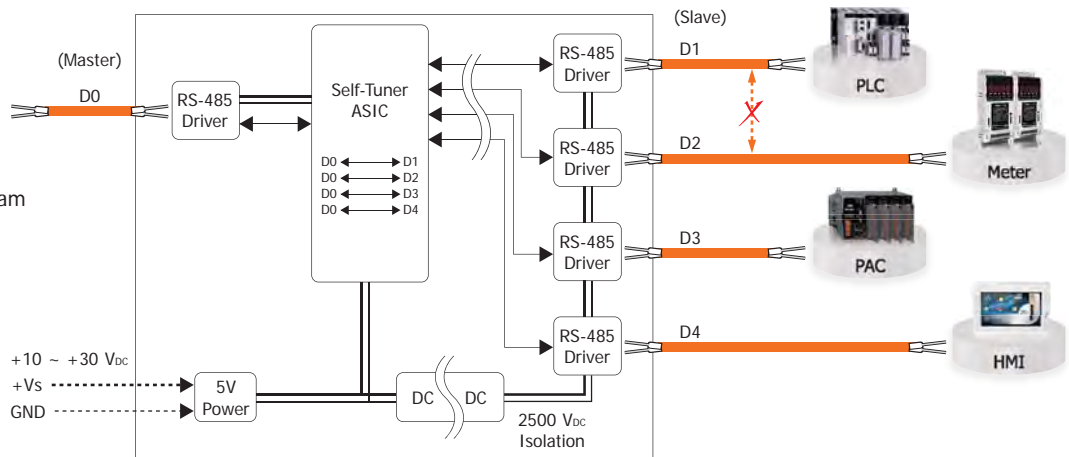 (Master)
D0
RS-485
Driver
Self-Tuner
ASIC
D0 D1
D0 D2
D0 D3
D0 D4
(Slave)
RS-485
Driver
D1
PLC
RS-485
Driver
D2
Meter
am
RS-485
Driver
D3
PAC
RS-485
Driver
D4
HMI
+10 ~ +30 VDC
+Vs
GND
5V
Power
DC DC
2500 VDC
Isolation